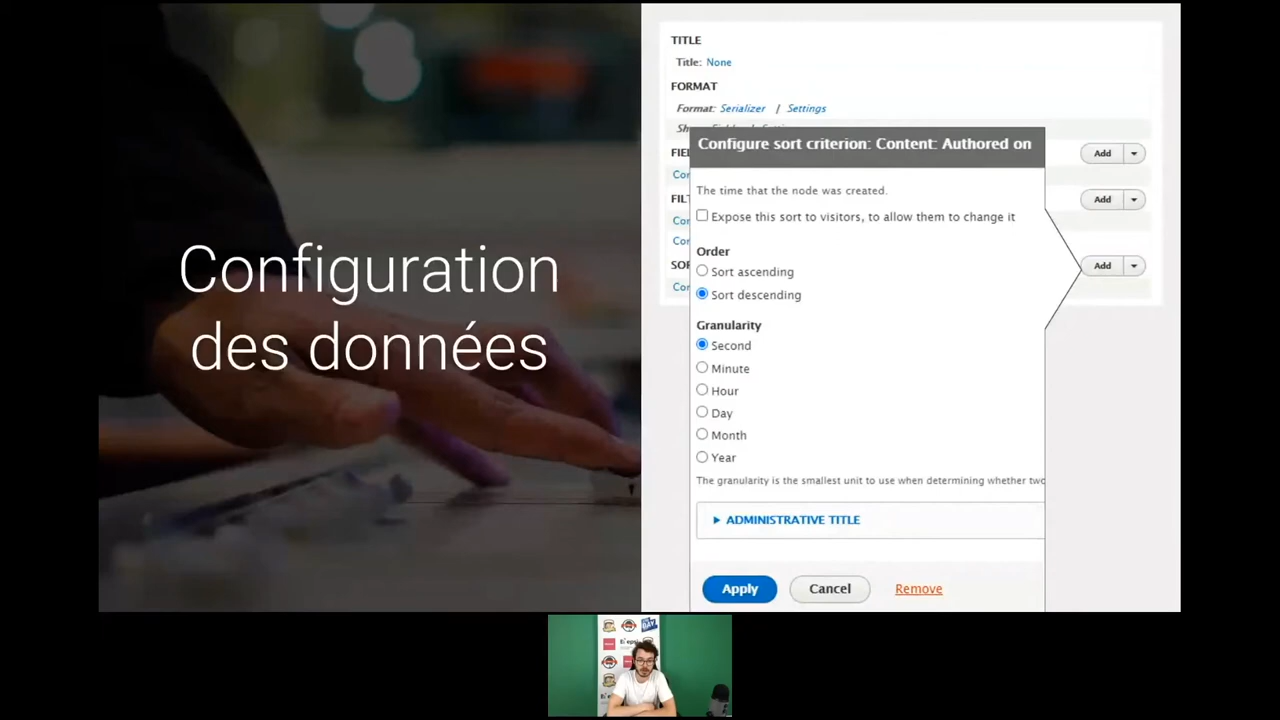 Configuration
des données
TITLE
Title: None
FORMAT
Format: Serializer | Settings
Configure sort criterion: Content: Authored on
Add
The time that the node was created.
Add
Expose this sort to visitors, to allow them to change it
Order
Add
Sort ascending
Sort descending
Granularity
Second
Minute
Hour
Day
Month
Year
The granularity is the smallest unit to use when determining whether two
ADMINISTRATIVE TITLE
Apply Cancel Remove